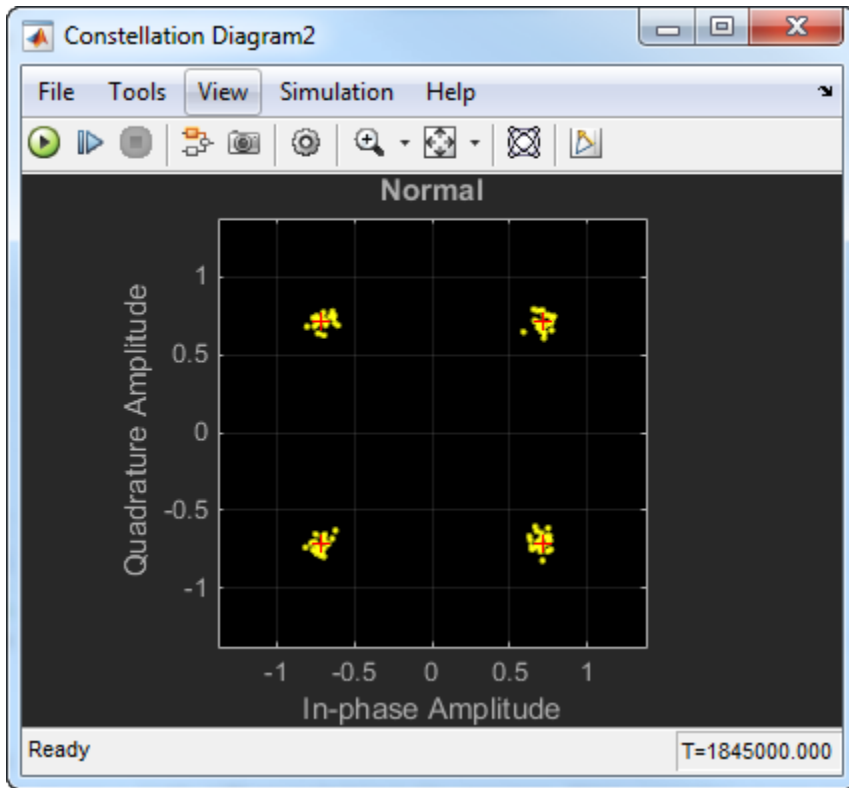 Constellation Diagram2
File Tools View Simulation Help
Normal
Quadrature Amplitude
1
0.5
0
-0.5
-1
-1 -0.5 0 0.5 1
In-phase Amplitude
Ready T=1845000.000